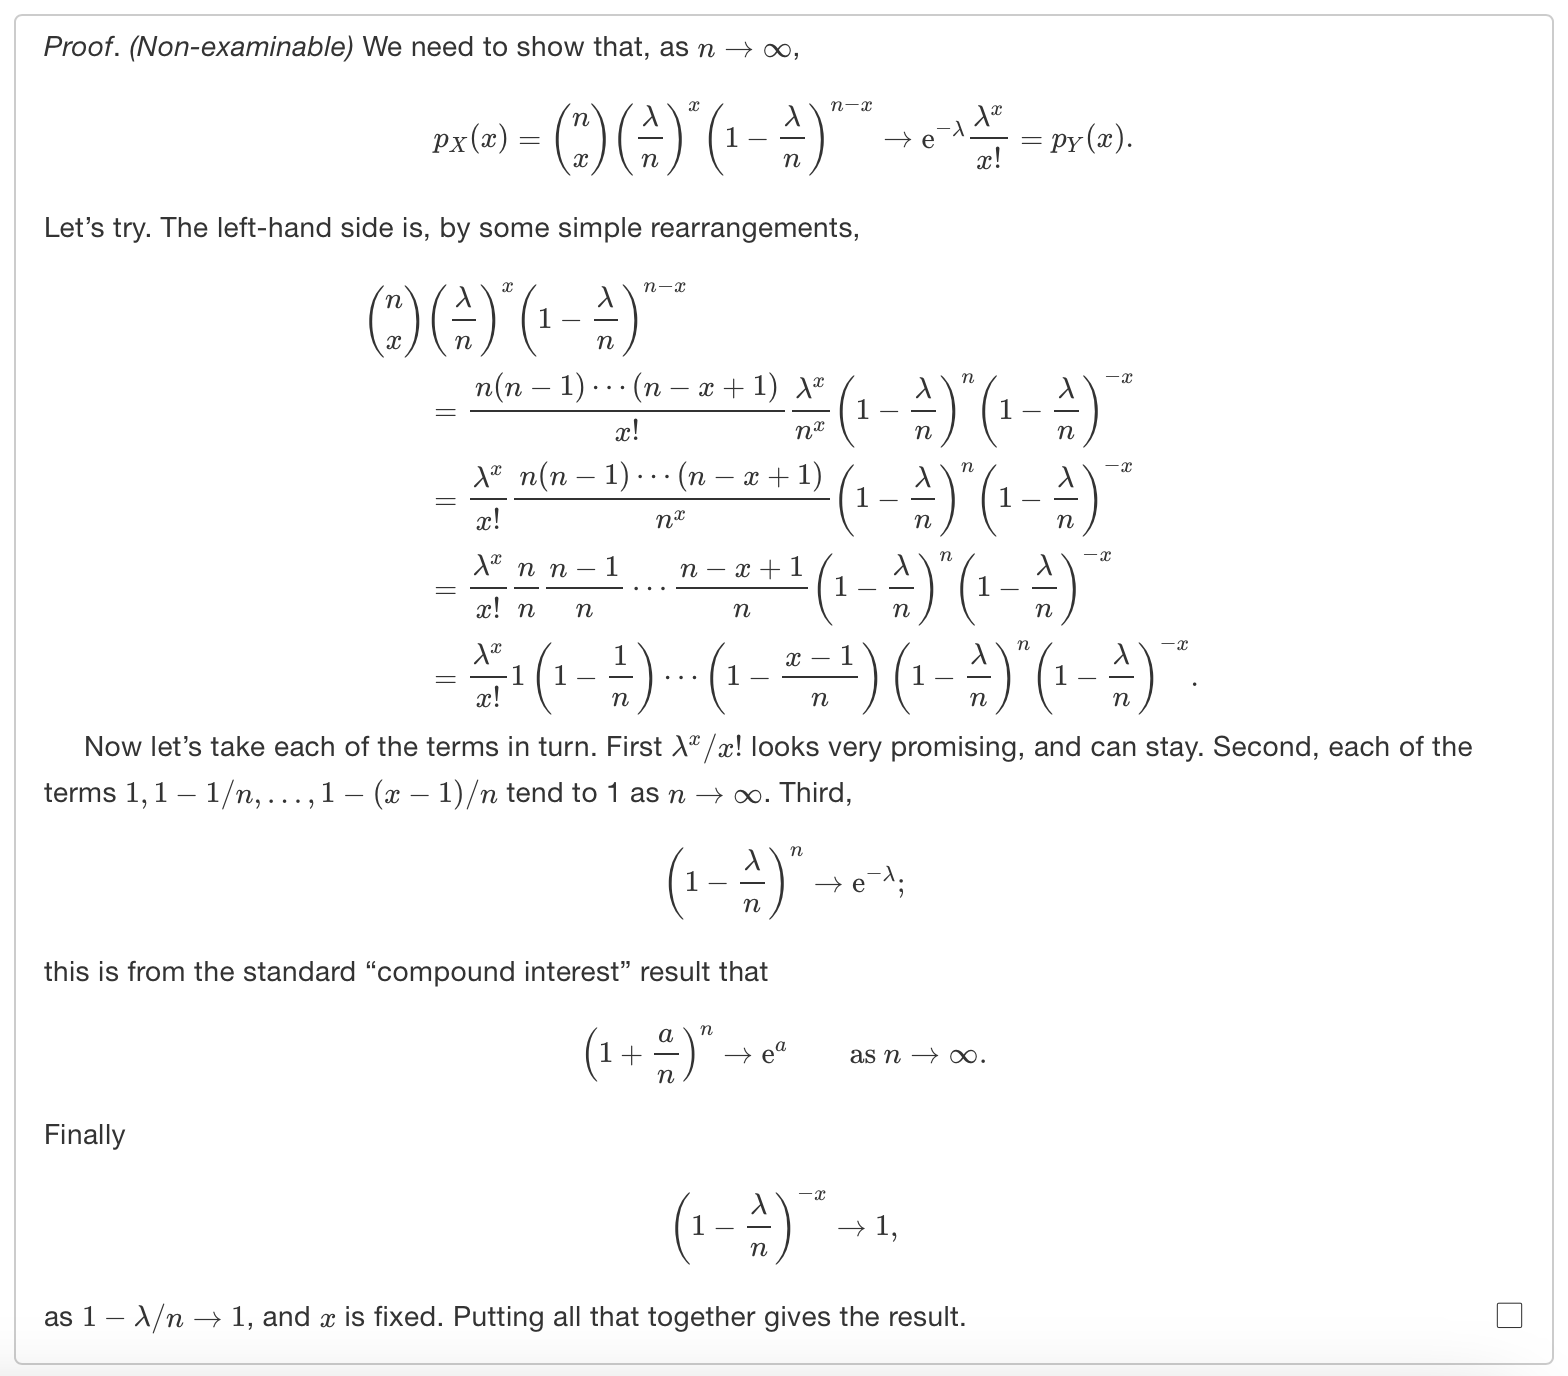 Proof. (Non-examinable) We need to show that, as $n \to \infty$,
$$p_X(x) = \binom{n}{x} \left(\frac{\lambda}{n}\right)^x \left(1 - \frac{\lambda}{n}\right)^{n-x} \to \mathrm{e}^{-\lambda} \frac{\lambda^x}{x!} = p_Y(x).$$
Let’s try. The left-hand side is, by some simple rearrangements,
$$\binom{n}{x} \left(\frac{\lambda}{n}\right)^x \left(1 - \frac{\lambda}{n}\right)^{n-x}$$
$$= \frac{n(n-1)\cdots(n-x+1)}{x!} \frac{\lambda^x}{n^x} \left(1 - \frac{\lambda}{n}\right)^n \left(1 - \frac{\lambda}{n}\right)^{-x}$$
$$= \frac{\lambda^x}{x!} \frac{n(n-1)\cdots(n-x+1)}{n^x} \left(1 - \frac{\lambda}{n}\right)^n \left(1 - \frac{\lambda}{n}\right)^{-x}$$
$$= \frac{\lambda^x}{x!} \frac{n}{n} \frac{n-1}{n} \cdots \frac{n-x+1}{n} \left(1 - \frac{\lambda}{n}\right)^n \left(1 - \frac{\lambda}{n}\right)^{-x}$$
$$= \frac{\lambda^x}{x!} 1 \left(1 - \frac{1}{n}\right) \cdots \left(1 - \frac{x-1}{n}\right) \left(1 - \frac{\lambda}{n}\right)^n \left(1 - \frac{\lambda}{n}\right)^{-x}.$$
Now let’s take each of the terms in turn. First $\lambda^x/x!$ looks very promising, and can stay. Second, each of the
terms $1, 1 - 1/n, \ldots, 1 - (x-1)/n$ tend to 1 as $n \to \infty$. Third,
$$\left(1 - \frac{\lambda}{n}\right)^n \to \mathrm{e}^{-\lambda};$$
this is from the standard “compound interest” result that
$$\left(1 + \frac{a}{n}\right)^n \to \mathrm{e}^a \qquad \text{as } n \to \infty.$$
Finally
$$\left(1 - \frac{\lambda}{n}\right)^{-x} \to 1,$$
as $1 - \lambda/n \to 1$, and $x$ is fixed. Putting all that together gives the result. □